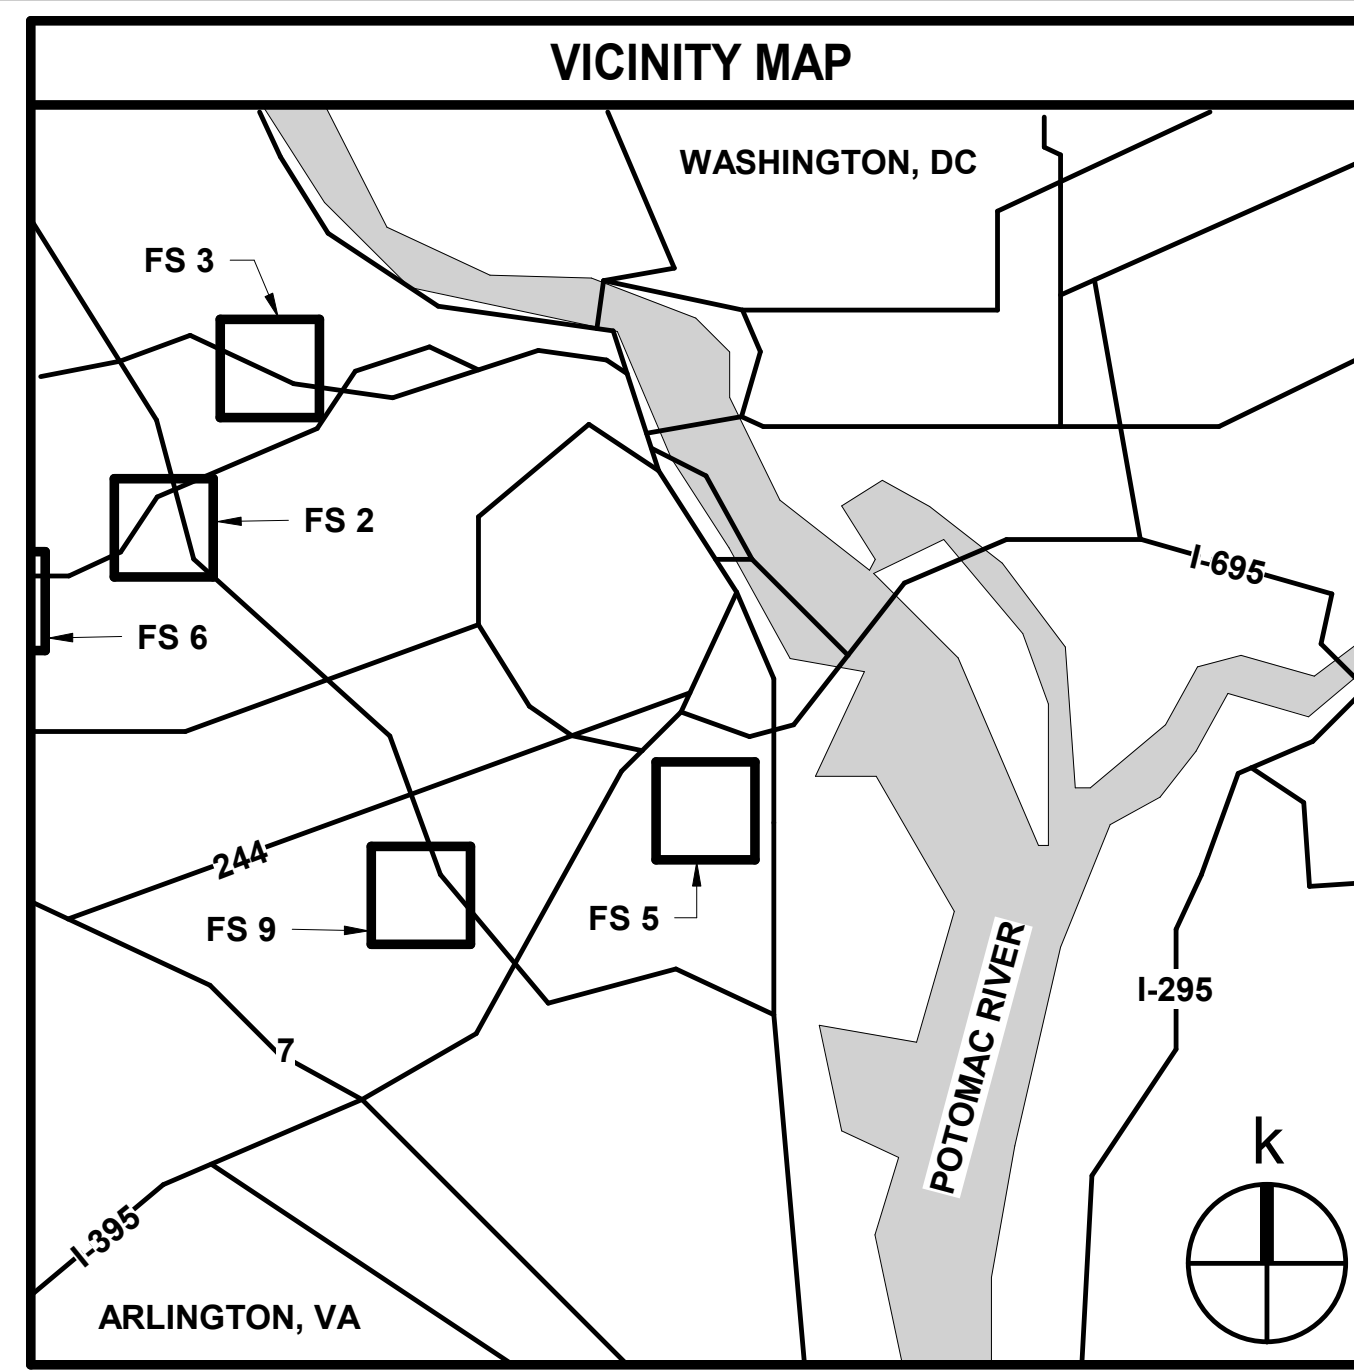 VICINITY MAP
WASHINGTON, DC
FS 3
FS 2
I-695
FS 6
244
FS 9
FS 5
POTOMAC RIVER
I-295
7
k
I-395
ARLINGTON, VA